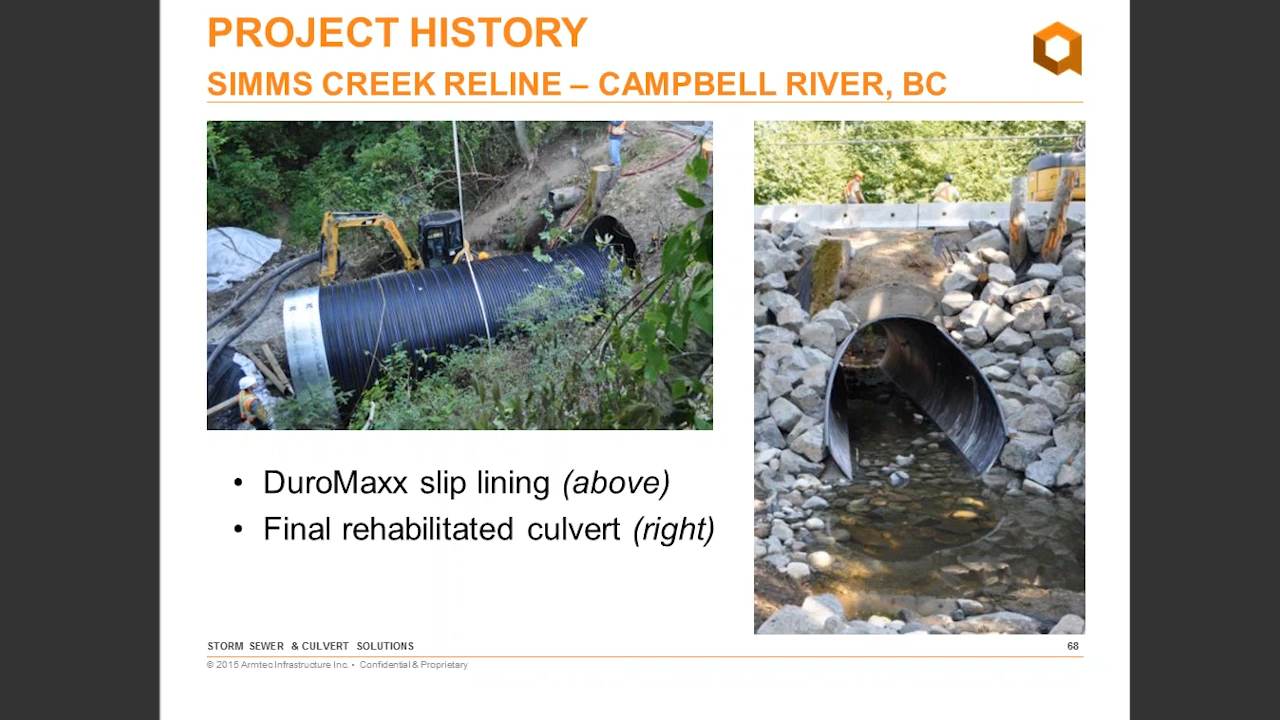 PROJECT HISTORY
SIMMS CREEK RELINE – CAMPBELL RIVER, BC
• DuroMaxx slip lining (above)
• Final rehabilitated culvert (right)
STORM SEWER & CULVERT SOLUTIONS
68
© 2015 Armtec Infrastructure Inc. • Confidential & Proprietary